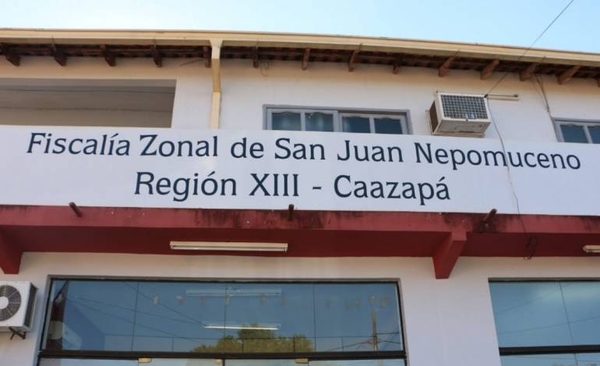 Fiscalía Zonal de San Juan Nepomuceno
Región XIII - Caazapá